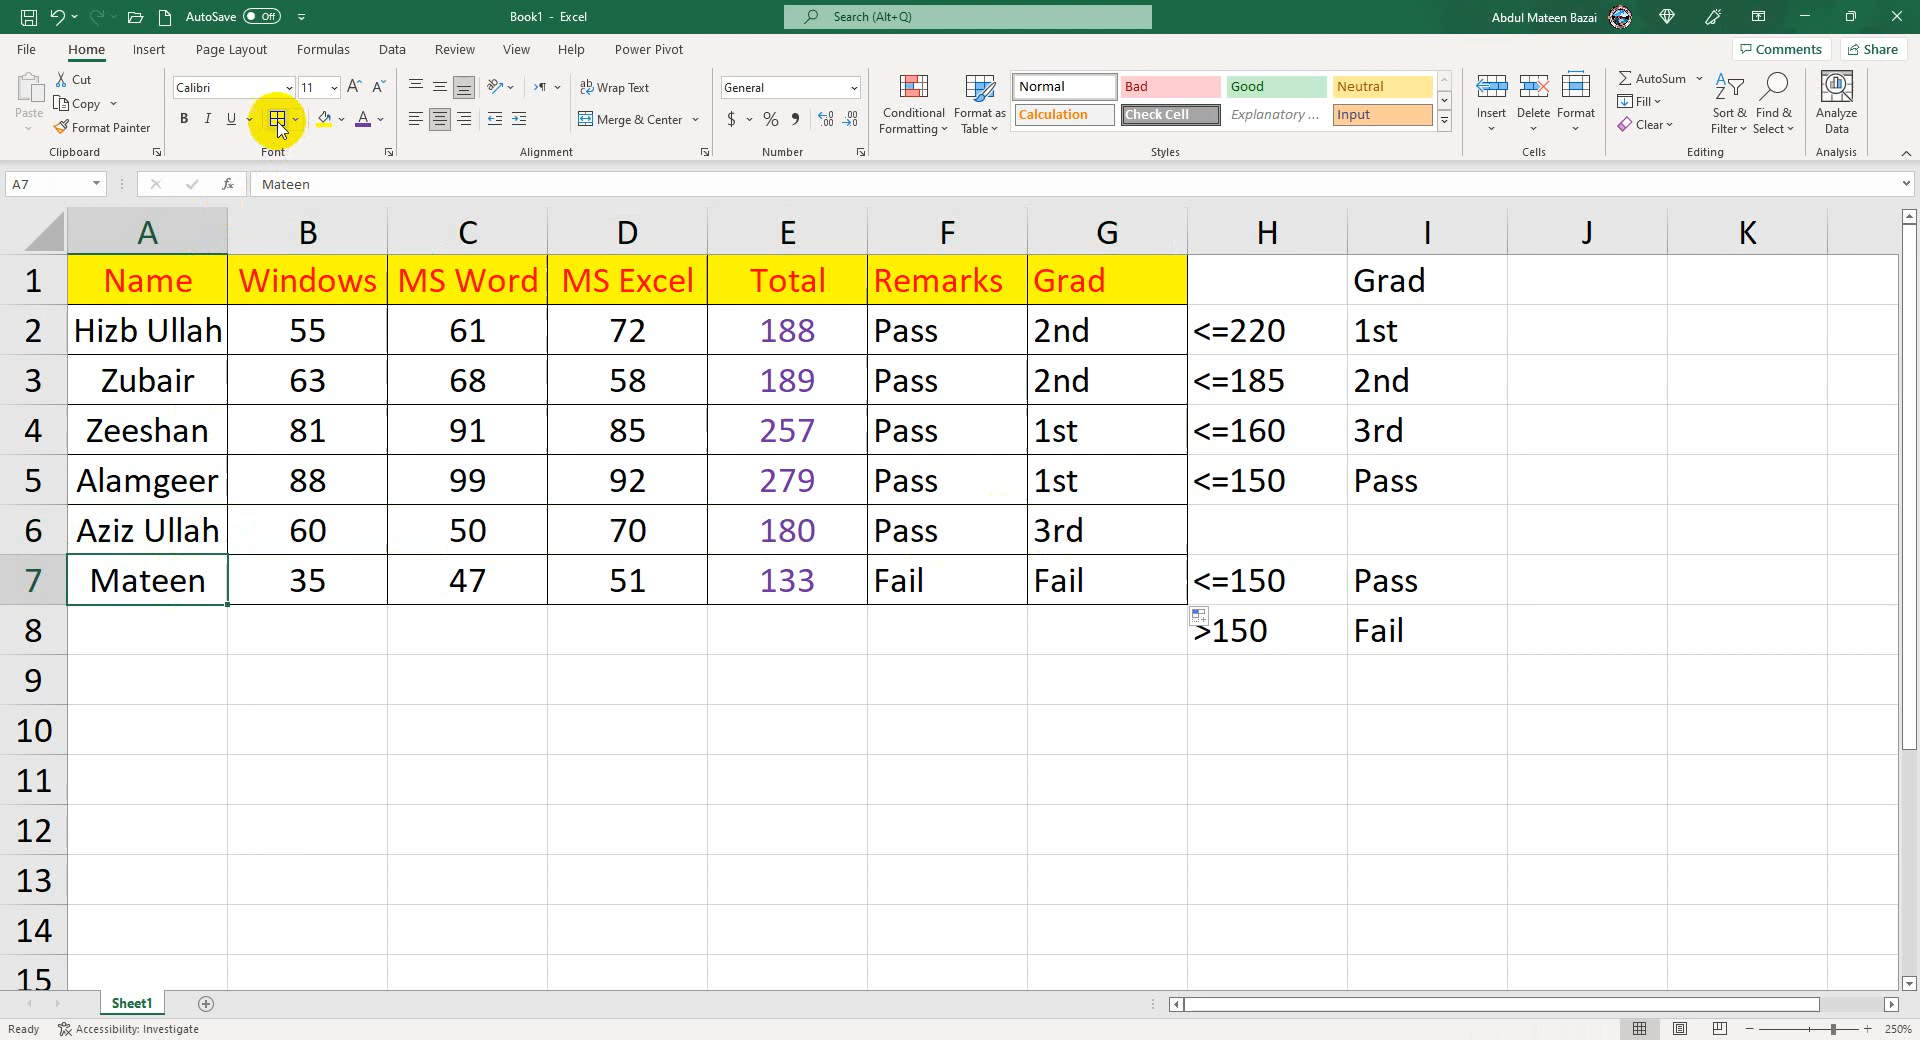 AutoSave Off Book1 - Excel Search (Alt+Q) Abdul Mateen Bazai
File Home Insert Page Layout Formulas Data Review View Help Power Pivot Comments Share
Paste Cut Copy Format Painter Clipboard
Calibri 11 B I U A Font
Wrap Text Merge & Center Alignment
General $ % Number
Conditional Formatting Format as Table
Normal Bad Good Neutral
Calculation Check Cell Explanatory ... Input
Styles
Insert Delete Format Cells
AutoSum Fill Clear Sort & Filter Find & Select Editing
Analyze Data Analysis
A7 fx Mateen
A B C D E F G H I J K
1 Name Windows MS Word MS Excel Total Remarks Grad Grad
2 Hizb Ullah 55 61 72 188 Pass 2nd <=220 1st
3 Zubair 63 68 58 189 Pass 2nd <=185 2nd
4 Zeeshan 81 91 85 257 Pass 1st <=160 3rd
5 Alamgeer 88 99 92 279 Pass 1st <=150 Pass
6 Aziz Ullah 60 50 70 180 Pass 3rd
7 Mateen 35 47 51 133 Fail Fail <=150 Pass
8 >150 Fail
9
10
11
12
13
14
15
Sheet1
Ready Accessibility: Investigate 250%